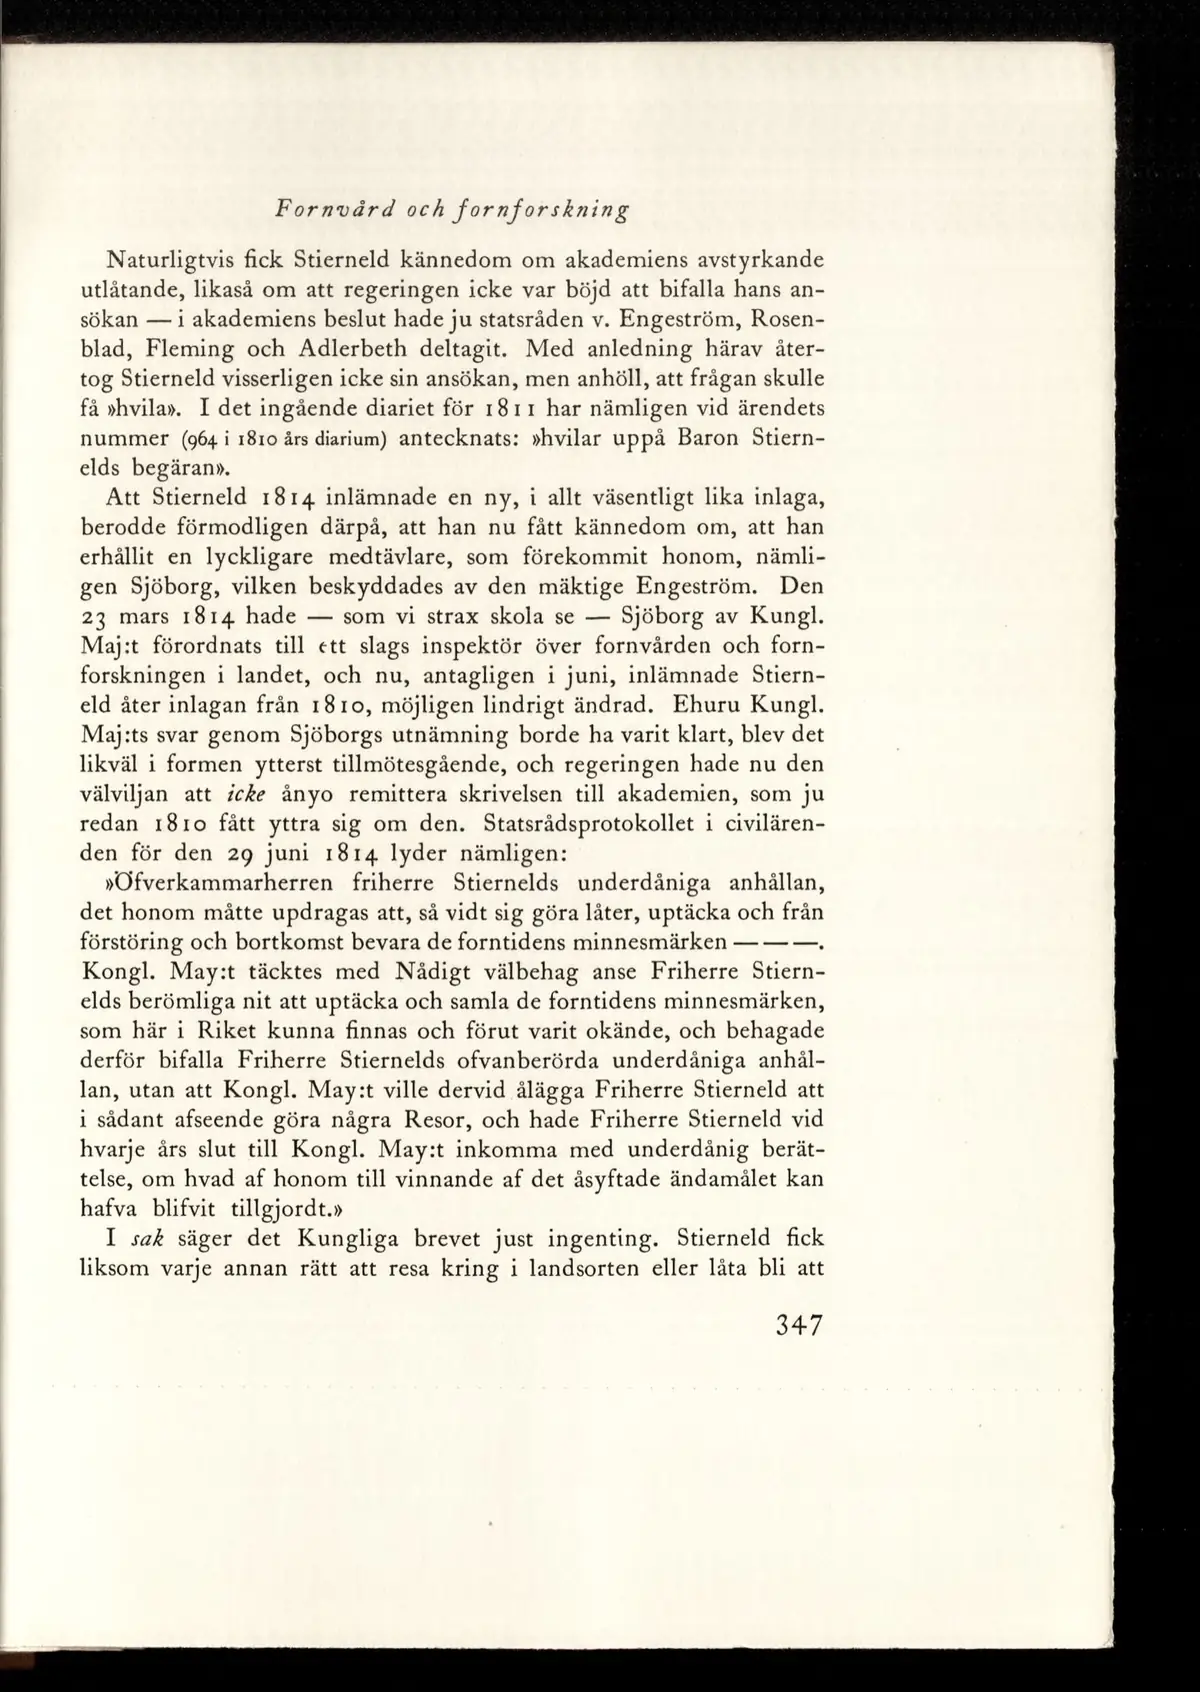 Fornvård och fornforskning
Naturligtvis fick Stierneld kännedom om akademiens avstyrkande
utlåtande, likaså om att regeringen icke var böjd att bifalla hans an-
sökan — i akademiens beslut hade ju statsråden v. Engeström, Rosen-
blad, Fleming och Adlerbeth deltagit. Med anledning härav åter-
tog Stierneld visserligen icke sin ansökan, men anhöll, att frågan skulle
få »hvila». I det ingående diariet för 1811 har nämligen vid ärendets
nummer (964 i 1810 års diarium) antecknats: »hvilar uppå Baron Stiern-
elds begäran».
Att Stierneld 1814 inlämnade en ny, i allt väsentligt lika inlaga,
berodde förmodligen därpå, att han nu fått kännedom om, att han
erhållit en lyckligare medtävlare, som förekommit honom, nämli-
gen Sjöborg, vilken beskyddades av den mäktige Engeström. Den
23 mars 1814 hade — som vi strax skola se — Sjöborg av Kungl.
Maj:t förordnats till ett slags inspektör över fornvården och forn-
forskningen i landet, och nu, antagligen i juni, inlämnade Stiern-
eld åter inlagan från 1810, möjligen lindrigt ändrad. Ehuru Kungl.
Maj:ts svar genom Sjöborgs utnämning borde ha varit klart, blev det
likväl i formen ytterst tillmötesgående, och regeringen hade nu den
välviljan att icke ånyo remittera skrivelsen till akademien, som ju
redan 1810 fått yttra sig om den. Statsrådsprotokollet i civilären-
den för den 29 juni 1814 lyder nämligen:
»Öfverkammarherren friherre Stiernelds underdåniga anhållan,
det honom måtte updragas att, så vidt sig göra låter, uptäcka och från
förstöring och bortkomst bevara de forntidens minnesmärken — — —.
Kongl. May:t täcktes med Nådigt välbehag anse Friherre Stiern-
elds berömliga nit att uptäcka och samla de forntidens minnesmärken,
som här i Riket kunna finnas och förut varit okände, och behagade
derför bifalla Friherre Stiernelds ofvanberörda underdåniga anhål-
lan, utan att Kongl. May:t ville dervid ålägga Friherre Stierneld att
i sådant afseende göra några Resor, och hade Friherre Stierneld vid
hvarje års slut till Kongl. May:t inkomma med underdånig berät-
telse, om hvad af honom till vinnande af det åsyftade ändamålet kan
hafva blifvit tillgjordt.»
I sak säger det Kungliga brevet just ingenting. Stierneld fick
liksom varje annan rätt att resa kring i landsorten eller låta bli att
347